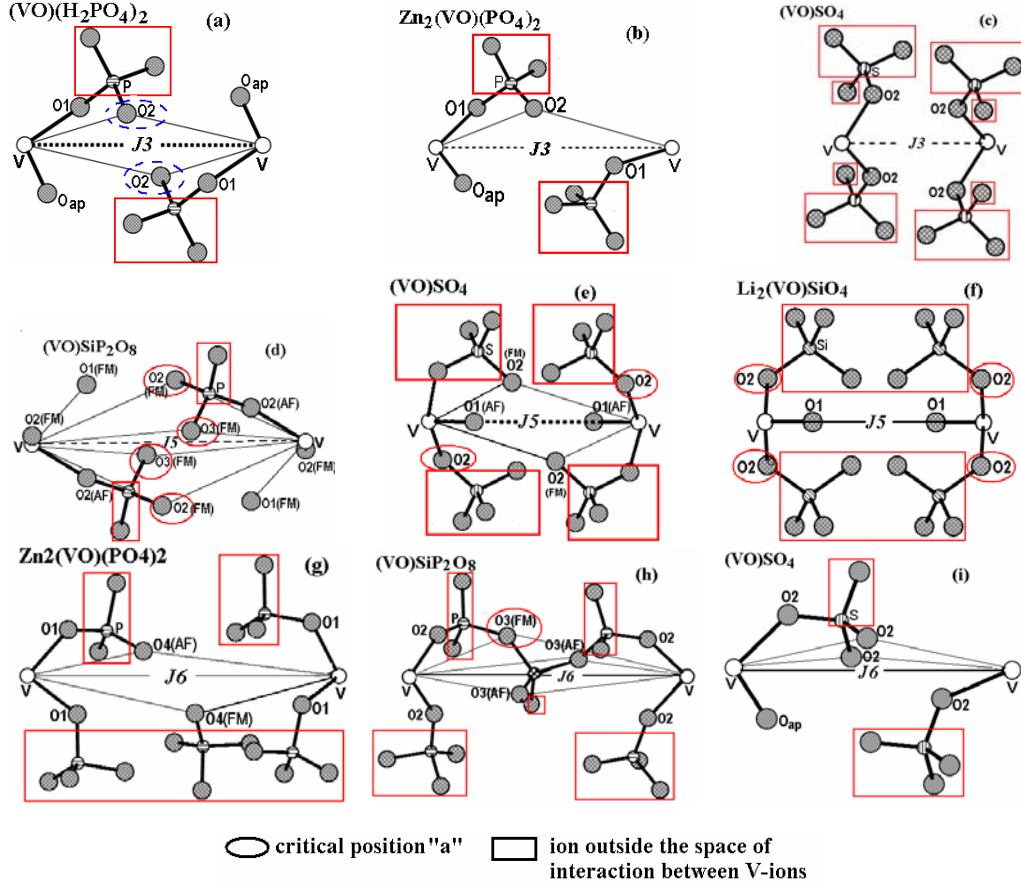 (VO)(H₂PO₄)₂
(a)
P
O1
O2
Oap
J3
V
V
O2
O1
Oap
Zn₂(VO)(PO₄)₂
(b)
P
O1
O2
J3
V
V
O1
Oap
(VO)SO₄
(c)
S
O2
O2
J3
V
V
O2
O2
(VO)SiP₂O₈
(d)
O1(FM)
O2
(FM)
P
O2(AF)
O2(FM)
O3(FM)
V
J5
V
O3(FM)
O2(FM)
O2(AF)
O2(FM)
O1(FM)
(VO)SO₄
(e)
S
O2
(FM)
O2
O1(AF)
O1(AF)
V
J5
V
O2
O2
(FM)
Li₂(VO)SiO₄
(f)
Si
O2
O2
O1
O1
V
J5
V
O2
O2
Zn2(VO)(PO4)2
(g)
O1
P
O4(AF)
O1
V
J6
V
O1
O4(FM)
O1
(VO)SiP₂O₈
(h)
P
O2
O3(FM)
O2
O3(AF)
V
J6
V
O3(AF)
O2
O2
(VO)SO₄
(i)
O2
S
O2
O2
V
J6
V
Oap
O2
critical position "a"
ion outside the space of
interaction between V-ions